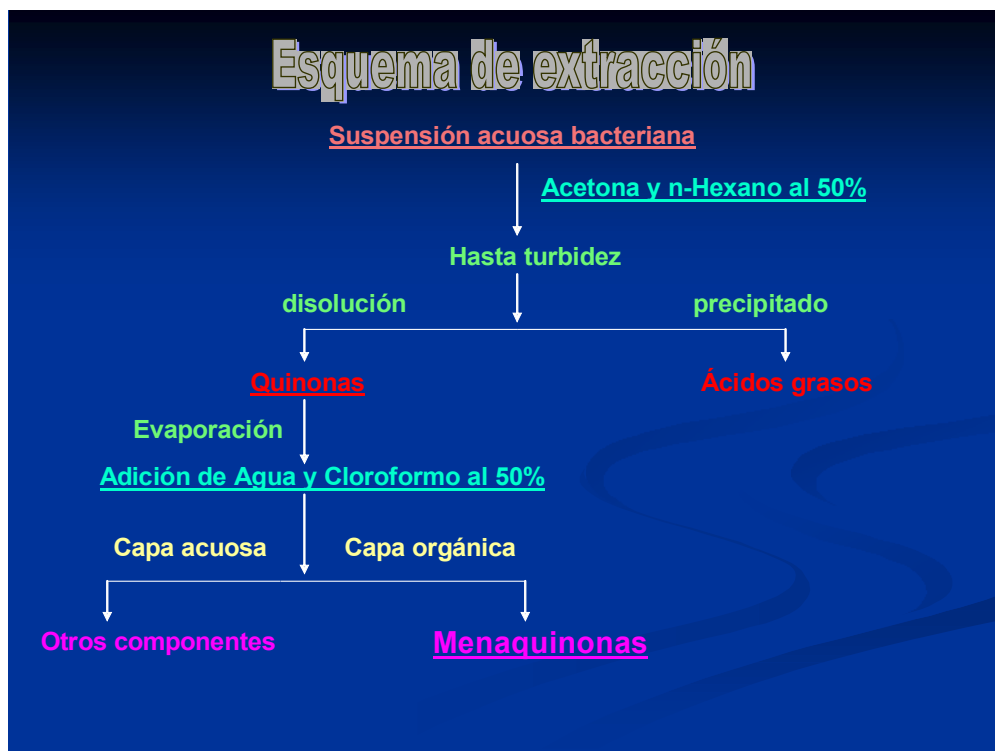 Esquema de extracción
Suspensión acuosa bacteriana
Acetona y n-Hexano al 50%
Hasta turbidez
disolución
precipitado
Quinonas
Ácidos grasos
Evaporación
Adición de Agua y Cloroformo al 50%
Capa acuosa
Capa orgánica
Otros componentes
Menaquinonas